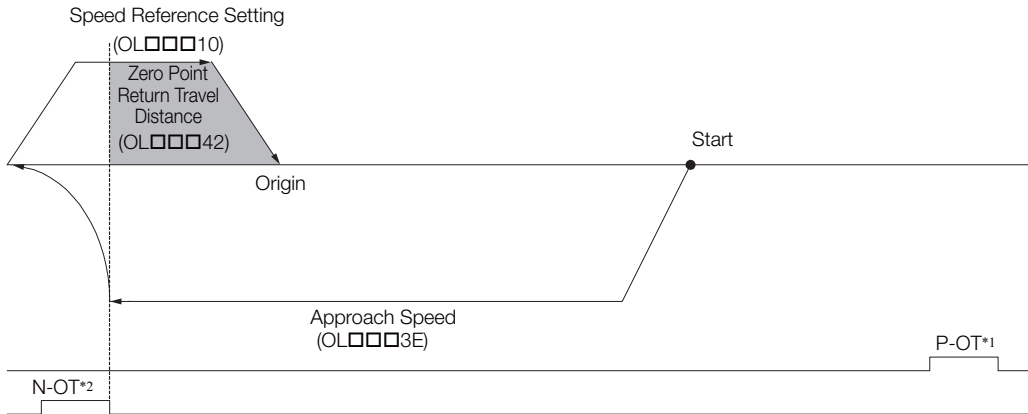 Speed Reference Setting
(OL□□□10)
Zero Point
Return Travel
Distance
(OL□□□42)
Origin
Start
Approach Speed
(OL□□□3E)
P-OT*1
N-OT*2